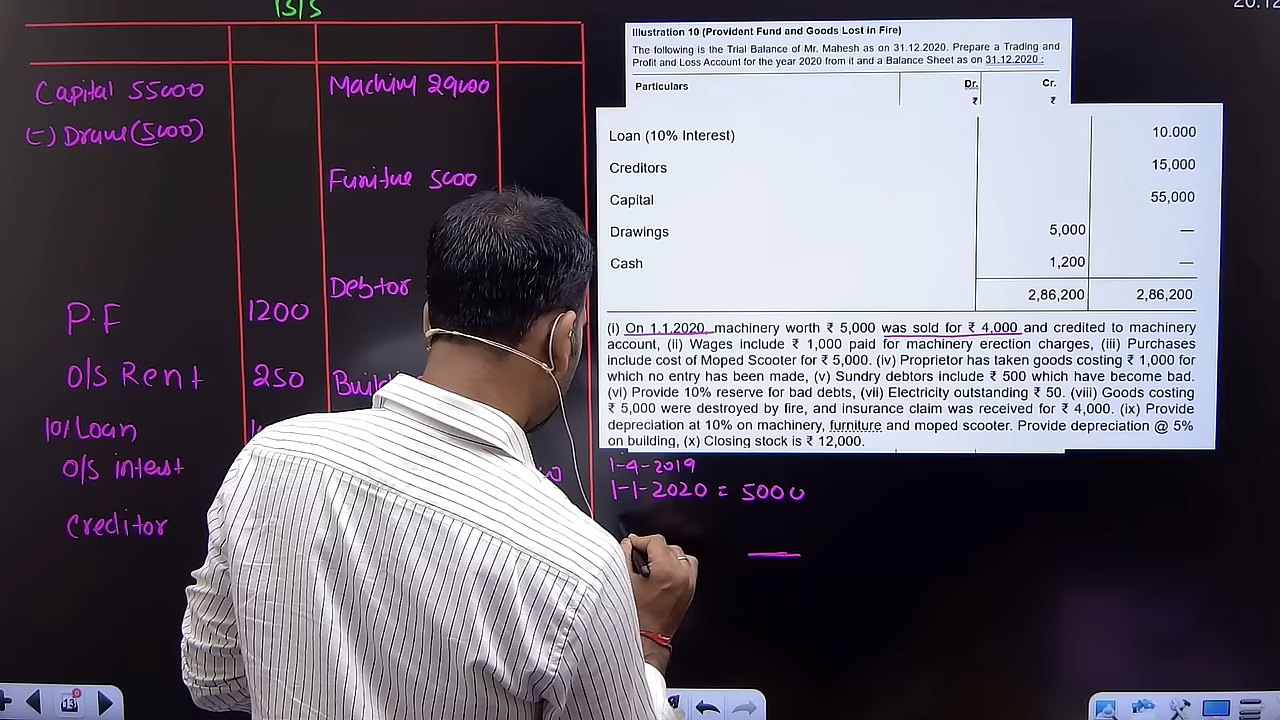 B/S
Capital 55000
(-) Draw (5000)
Machiny 29000
Funitue 5000
Debtor
P.F 1200
O/S Rent 250
10/Loan
O/S intest
Creditor
Illustration 10 (Provident Fund and Goods Lost in Fire)
The following is the Trial Balance of Mr. Mahesh as on 31.12.2020. Prepare a Trading and
Profit and Loss Account for the year 2020 from it and a Balance Sheet as on 31.12.2020 :
Particulars Dr. Cr.
₹ ₹
Loan (10% Interest) 10.000
Creditors 15,000
Capital 55,000
Drawings 5,000 —
Cash 1,200 —
2,86,200 2,86,200
(i) On 1.1.2020, machinery worth ₹ 5,000 was sold for ₹ 4,000 and credited to machinery
account, (ii) Wages include ₹ 1,000 paid for machinery erection charges, (iii) Purchases
include cost of Moped Scooter for ₹ 5,000. (iv) Proprietor has taken goods costing ₹ 1,000 for
which no entry has been made, (v) Sundry debtors include ₹ 500 which have become bad.
(vi) Provide 10% reserve for bad debts, (vii) Electricity outstanding ₹ 50. (viii) Goods costing
₹ 5,000 were destroyed by fire, and insurance claim was received for ₹ 4,000. (ix) Provide
depreciation at 10% on machinery, furniture and moped scooter. Provide depreciation @ 5%
on building, (x) Closing stock is ₹ 12,000.
1-4-2019
1-1-2020 = 5000
13